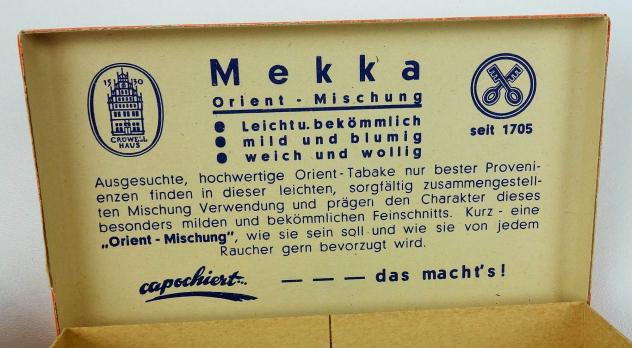 Mekka
Orient - Mischung
• Leicht u. bekömmlich
• mild und blumig
• weich und wollig
15 30
CROWELL
HAUS
seit 1705
Ausgesuchte, hochwertige Orient-Tabake nur bester Proveni-
enzen finden in dieser leichten, sorgfältig zusammengestell-
ten Mischung Verwendung und prägen den Charakter dieses
besonders milden und bekömmlichen Feinschnitts. Kurz - eine
„Orient - Mischung", wie sie sein soll und wie sie von jedem
Raucher gern bevorzugt wird.
capochiert... — — — das macht's!